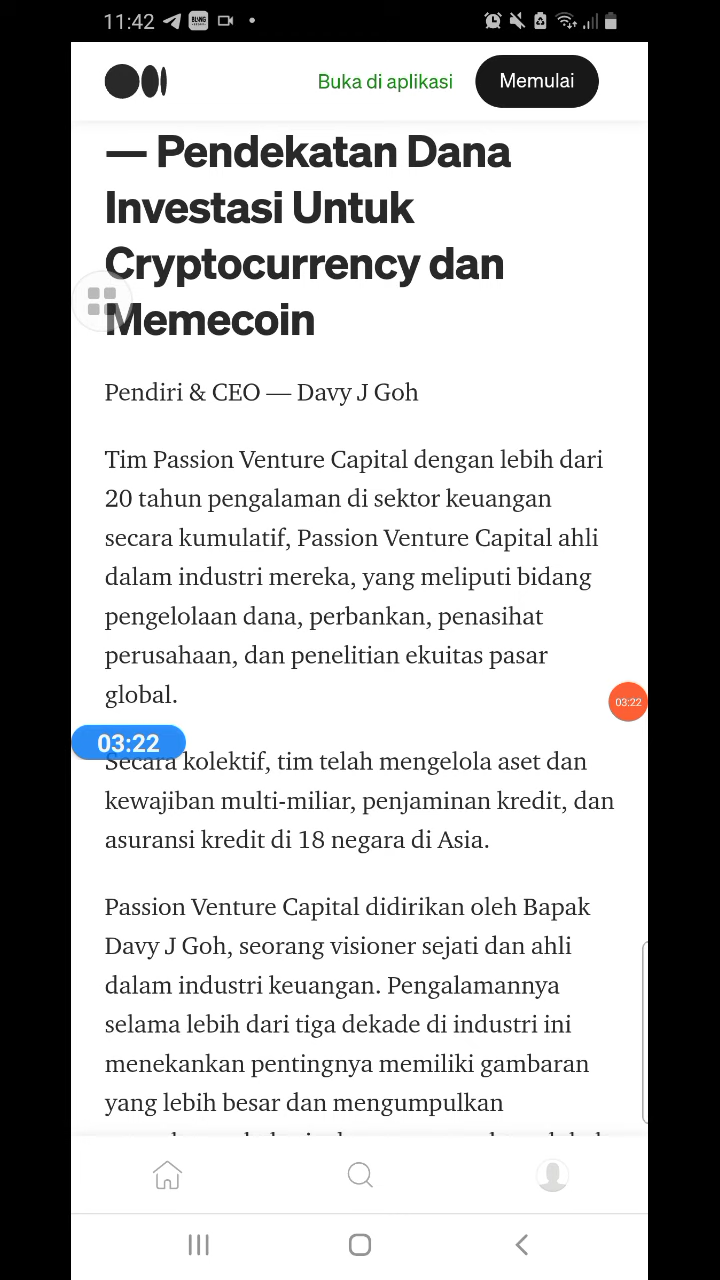 11:42
Buka di aplikasi
Memulai
— Pendekatan Dana
Investasi Untuk
Cryptocurrency dan
Memecoin
Pendiri & CEO — Davy J Goh
Tim Passion Venture Capital dengan lebih dari
20 tahun pengalaman di sektor keuangan
secara kumulatif, Passion Venture Capital ahli
dalam industri mereka, yang meliputi bidang
pengelolaan dana, perbankan, penasihat
perusahaan, dan penelitian ekuitas pasar
global.
03:22
03:22
Secara kolektif, tim telah mengelola aset dan
kewajiban multi-miliar, penjaminan kredit, dan
asuransi kredit di 18 negara di Asia.
Passion Venture Capital didirikan oleh Bapak
Davy J Goh, seorang visioner sejati dan ahli
dalam industri keuangan. Pengalamannya
selama lebih dari tiga dekade di industri ini
menekankan pentingnya memiliki gambaran
yang lebih besar dan mengumpulkan